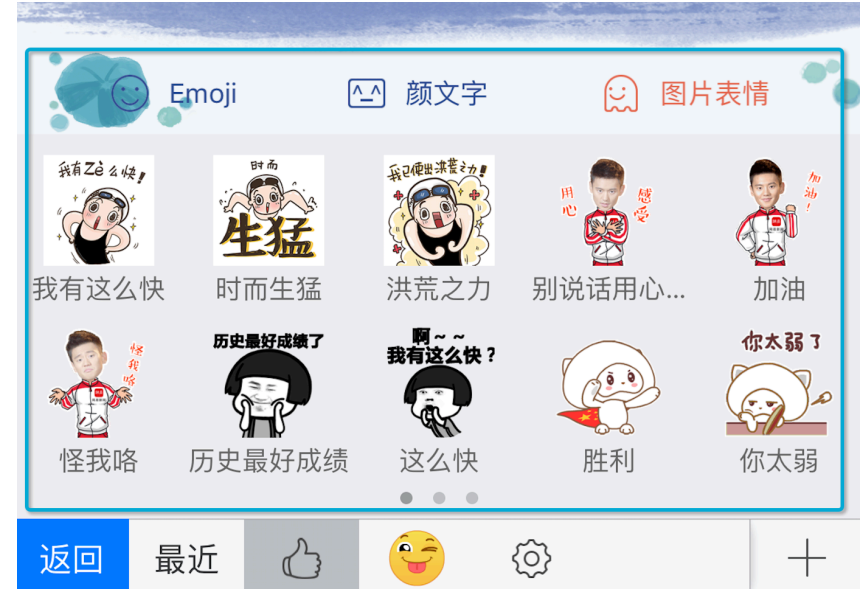 Emoji
颜文字
图片表情
我有Zè么快!
时而
生猛
我已使出洪荒之力!
用心
感受
加油!
我有这么快
时而生猛
洪荒之力
别说话用心...
加油
怪我咯
历史最好成绩了
啊~~
我有这么快?
你太弱了
怪我咯
历史最好成绩
这么快
胜利
你太弱
返回
最近